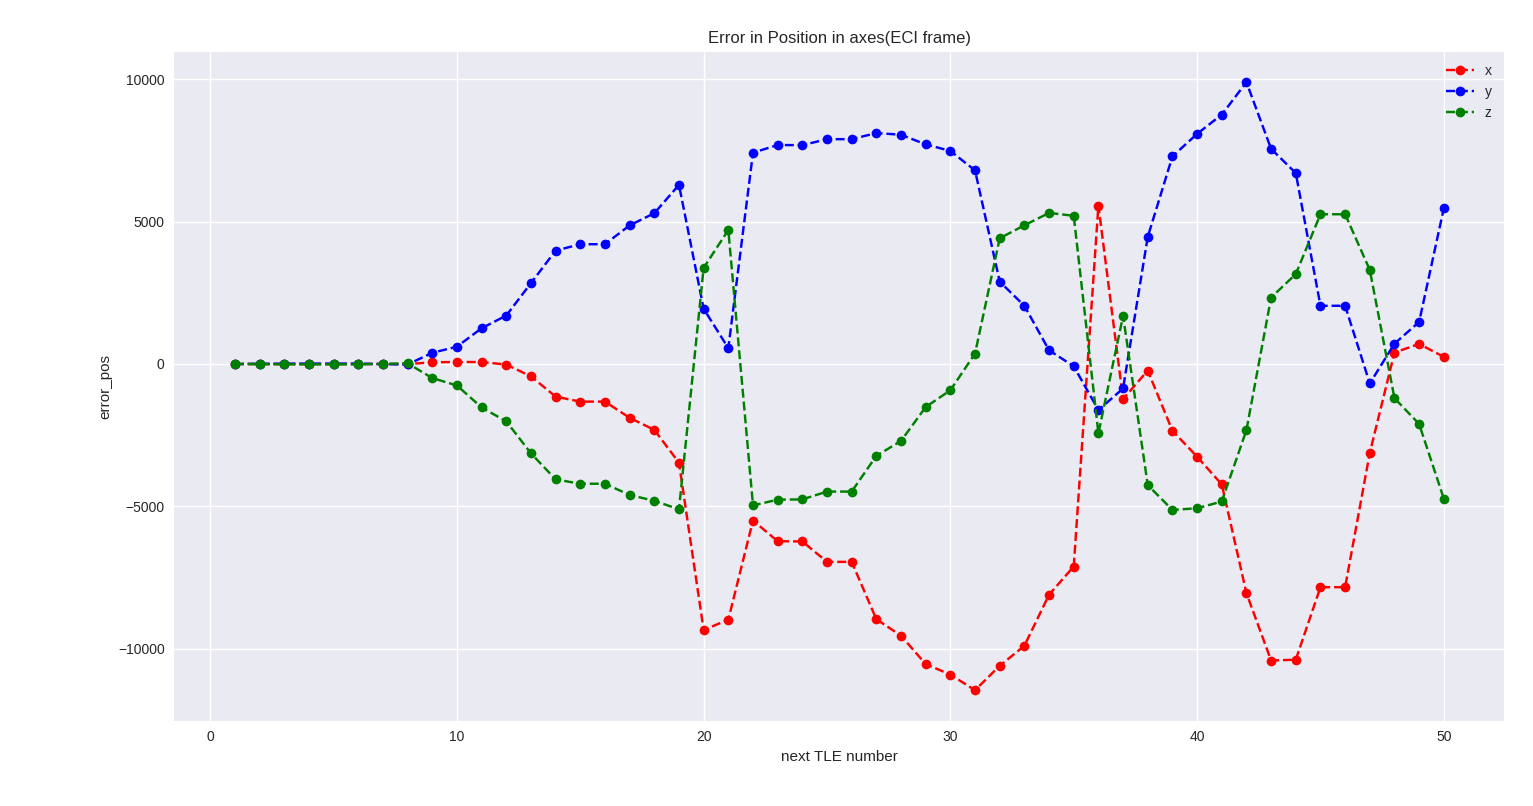 Error in Position in axes(ECI frame)
x
y
z
10000
5000
0
−5000
−10000
error_pos
0
10
20
30
40
50
next TLE number